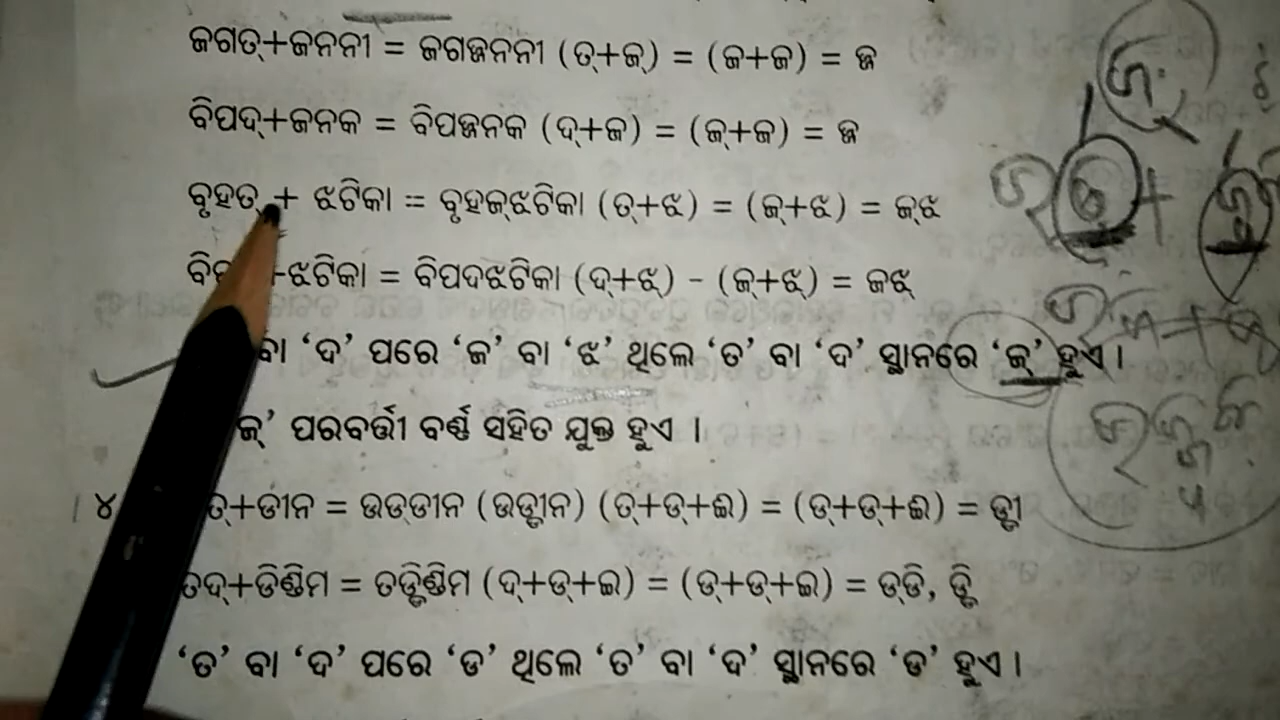 ଜଗତ୍+ଜନନୀ = ଜଗଜ୍ଜନନୀ (ତ୍+ଜ୍) = (ଜ+ଜ) = ଜ୍ଜ
ବିପଦ୍+ଜନକ = ବିପଜ୍ଜନକ (ଦ୍+ଜ) = (ଜ୍+ଜ) = ଜ୍ଜ
ବୃହତ୍ + ଝଟିକା = ବୃହଜ୍‌ଝଟିକା (ତ୍+ଝ) = (ଜ୍+ଝ) = ଜ୍‌ଝ
+ଝଟିକା = ବିପଦଝଟିକା (ଦ୍+ଝ୍) - (ଜ୍+ଝ୍) = ଜଝ୍
ବା ‘ଦ’ ପରେ ‘ଜ’ ବା ‘ଝ’ ଥିଲେ ‘ତ’ ବା ‘ଦ’ ସ୍ଥାନରେ ‘ଜ୍’ ହୁଏ ।
ଜ୍’ ପରବର୍ତ୍ତୀ ବର୍ଣ୍ଣ ସହିତ ଯୁକ୍ତ ହୁଏ ।
୪ ତ୍+ଡୀନ = ଉଡ୍‌ଡୀନ (ଉଡ୍ଡୀନ) (ତ୍+ଡ୍+ଈ) = (ଡ୍+ଡ୍+ଈ) = ଡ୍ଡୀ
ତଦ୍+ଡିଣ୍ଡିମ = ତଡ୍ଡିଣ୍ଡିମ (ଦ୍+ଡ୍+ଇ) = (ଡ୍+ଡ୍+ଇ) = ଡ୍‌ଡି, ଡ୍ଡି
‘ତ’ ବା ‘ଦ’ ପରେ ‘ଡ’ ଥିଲେ ‘ତ’ ବା ‘ଦ’ ସ୍ଥାନରେ ‘ଡ’ ହୁଏ ।